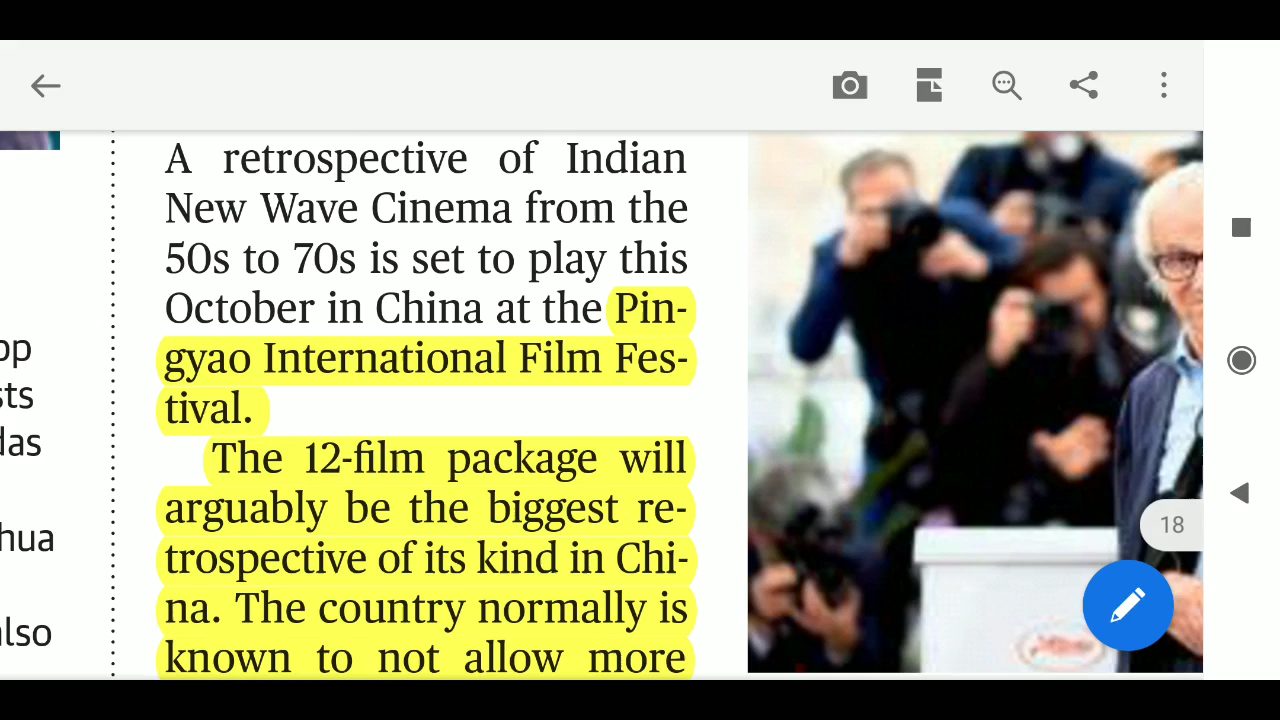 A retrospective of Indian
New Wave Cinema from the
50s to 70s is set to play this
October in China at the Pin-
gyao International Film Fes-
tival.
The 12-film package will
arguably be the biggest re-
trospective of its kind in Chi-
na. The country normally is
known to not allow more
op
sts
das
hua
also
18